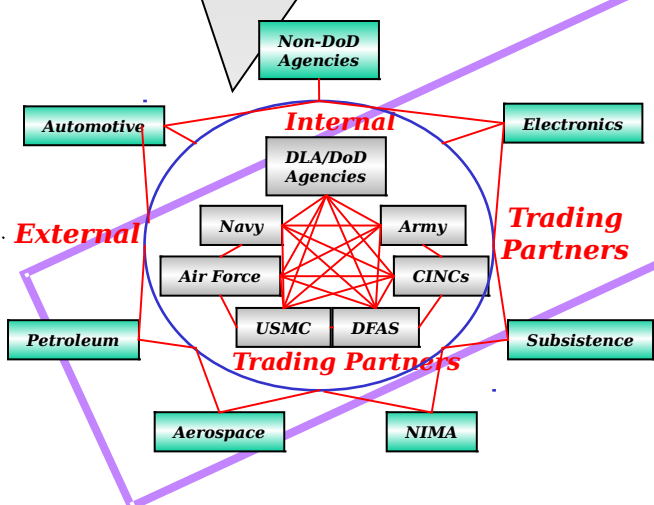 Non-DoD
Agencies
Automotive
Electronics
Internal
DLA/DoD
Agencies
Navy
Army
External
Trading
Partners
Air Force
CINCs
USMC
DFAS
Petroleum
Subsistence
Trading Partners
Aerospace
NIMA